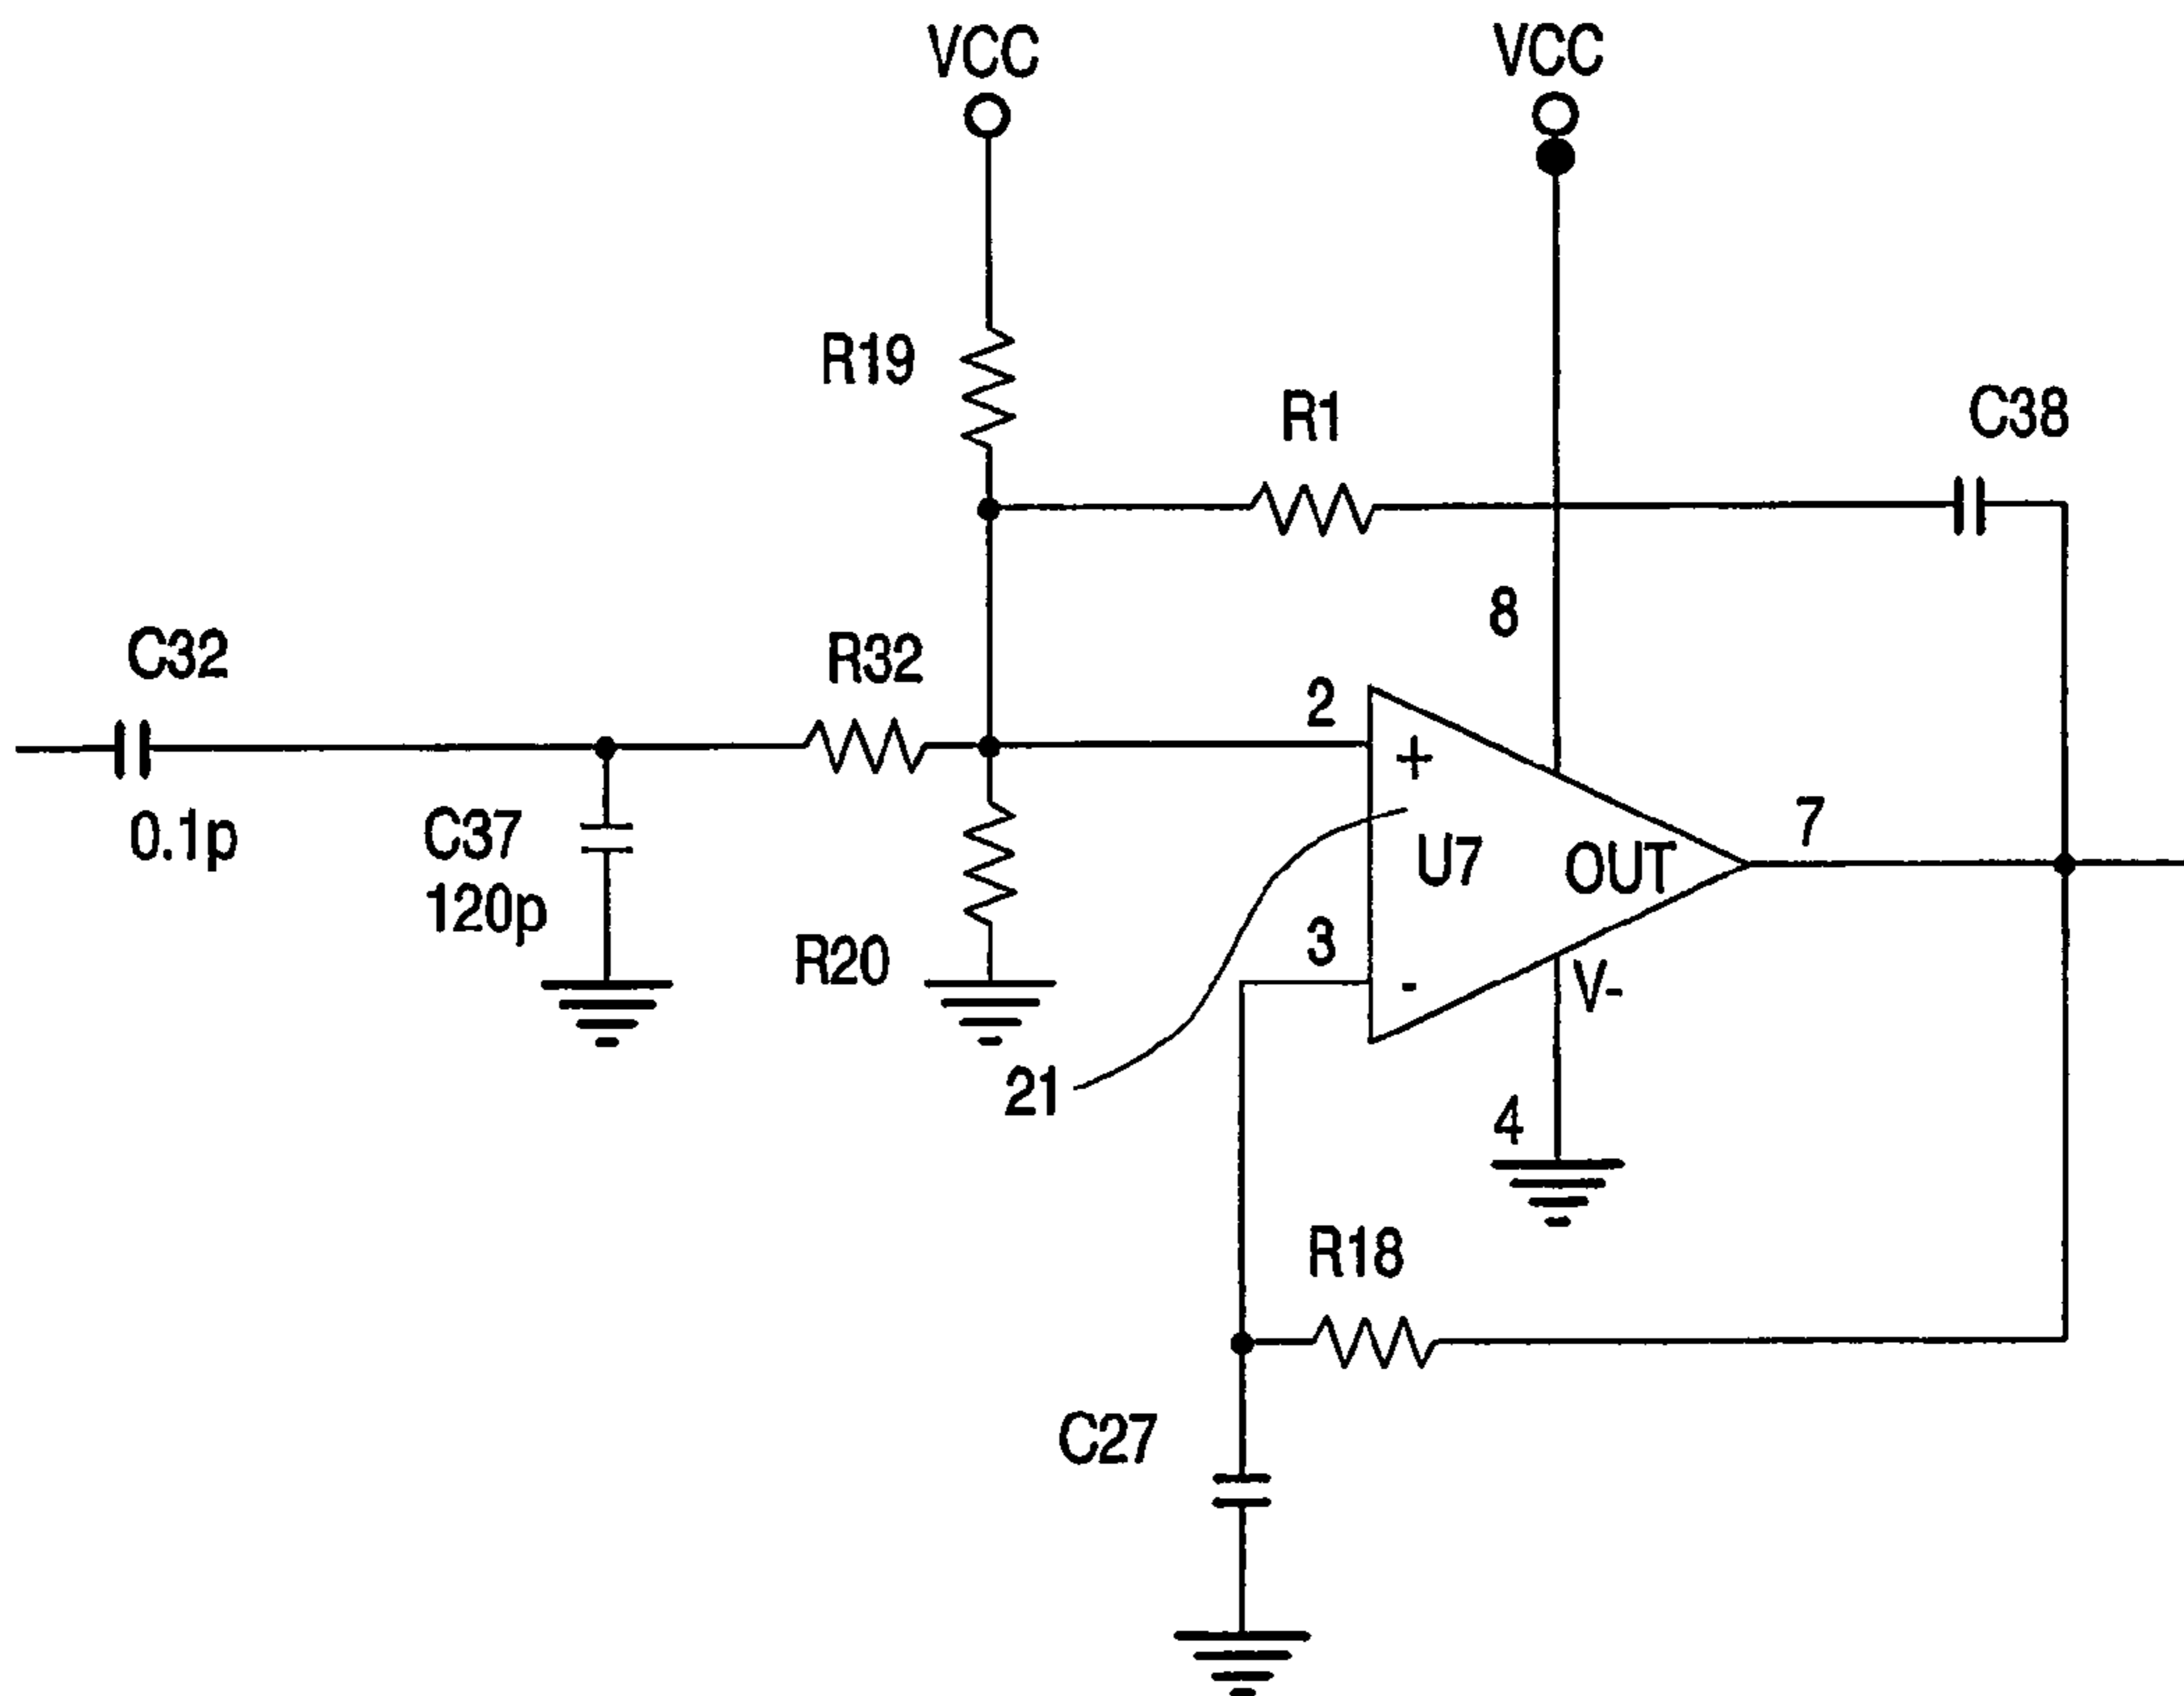 VCC
VCC
R19
R1
C38
8
C32
R32
2
+
0.1p
C37
120p
U7
OUT
7
R20
3
-
V-
21
4
R18
C27